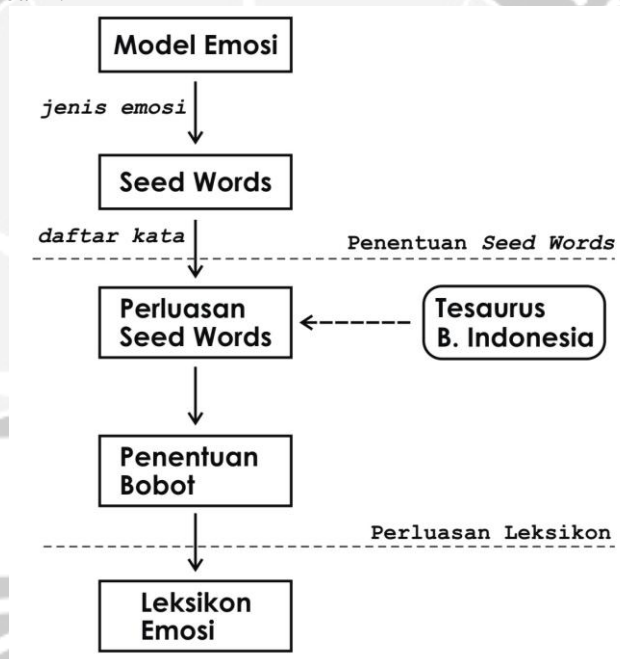 Model Emosi
jenis emosi
Seed Words
daftar kata
Penentuan Seed Words
Perluasan
Seed Words
Tesaurus
B. Indonesia
Penentuan
Bobot
Perluasan Leksikon
Leksikon
Emosi